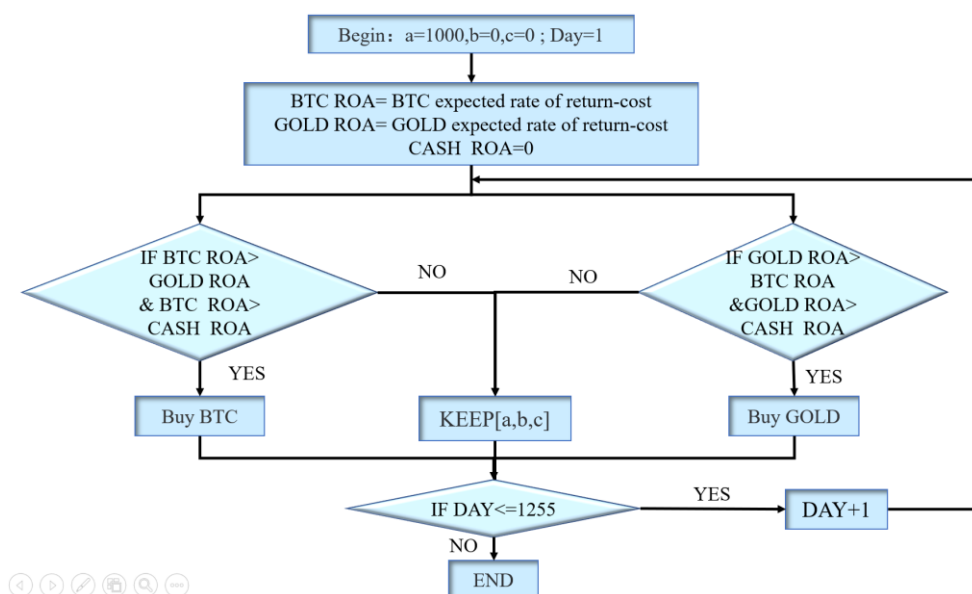 Begin：a=1000,b=0,c=0 ; Day=1
BTC ROA= BTC expected rate of return-cost
GOLD ROA= GOLD expected rate of return-cost
CASH ROA=0
IF BTC ROA>
GOLD ROA
& BTC ROA>
CASH ROA
NO
NO
IF GOLD ROA>
BTC ROA
&GOLD ROA>
CASH ROA
YES
YES
Buy BTC
KEEP[a,b,c]
Buy GOLD
IF DAY<=1255
YES
DAY+1
NO
END